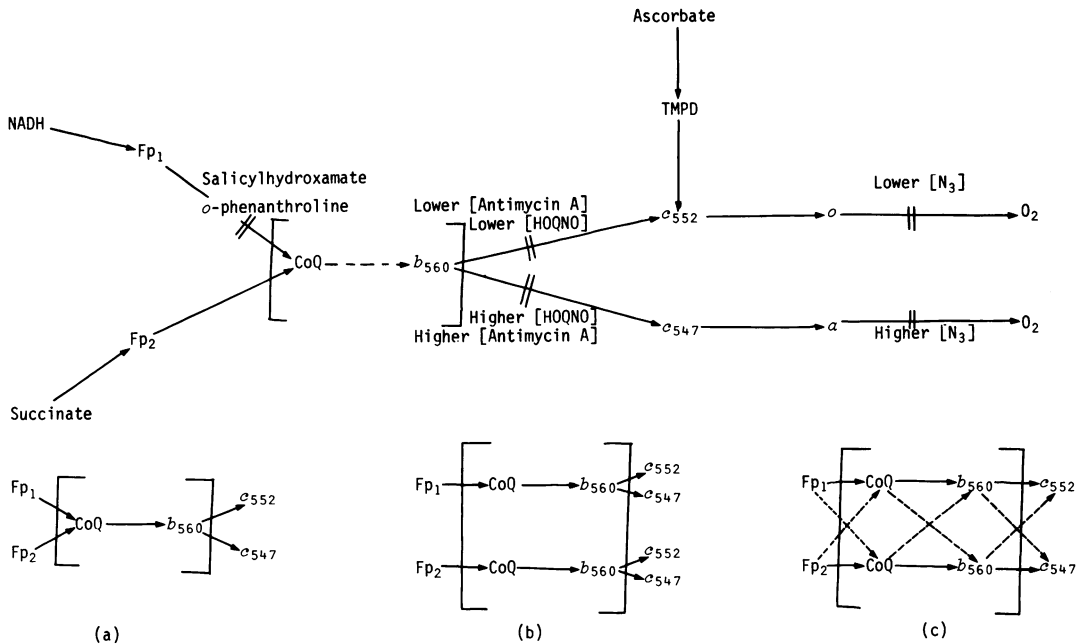 Ascorbate
TMPD
NADH
Fp1
Salicylhydroxamate
o-phenanthroline
Lower [Antimycin A]
Lower [HOQNO]
c552
o
Lower [N3]
O2
CoQ
b560
Higher [HOQNO]
Higher [Antimycin A]
c547
a
Higher [N3]
O2
Fp2
Succinate
Fp1
Fp2
CoQ
b560
c552
c547
(a)
Fp1
CoQ
b560
c552
c547
Fp2
CoQ
b560
c552
c547
(b)
Fp1
CoQ
b560
c552
Fp2
CoQ
b560
c547
(c)